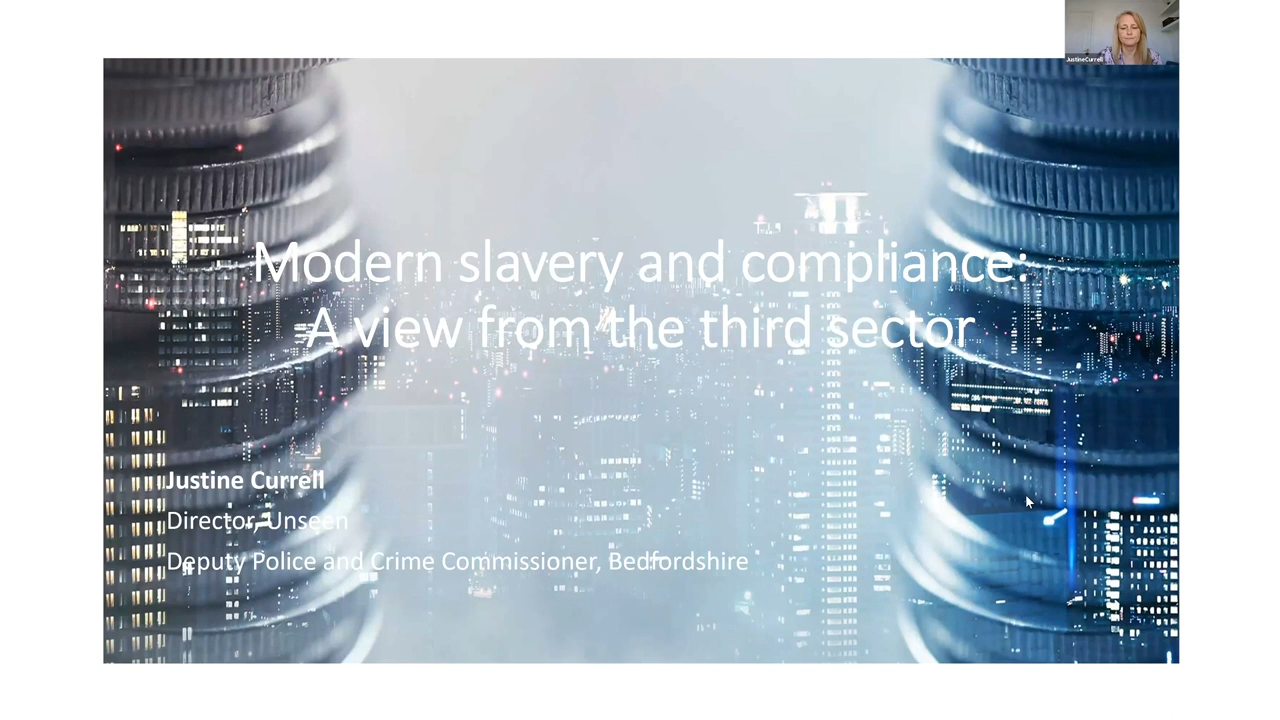 JustineCurrell
Modern slavery and compliance:
A view from the third sector
Justine Currell
Director, Unseen
Deputy Police and Crime Commissioner, Bedfordshire